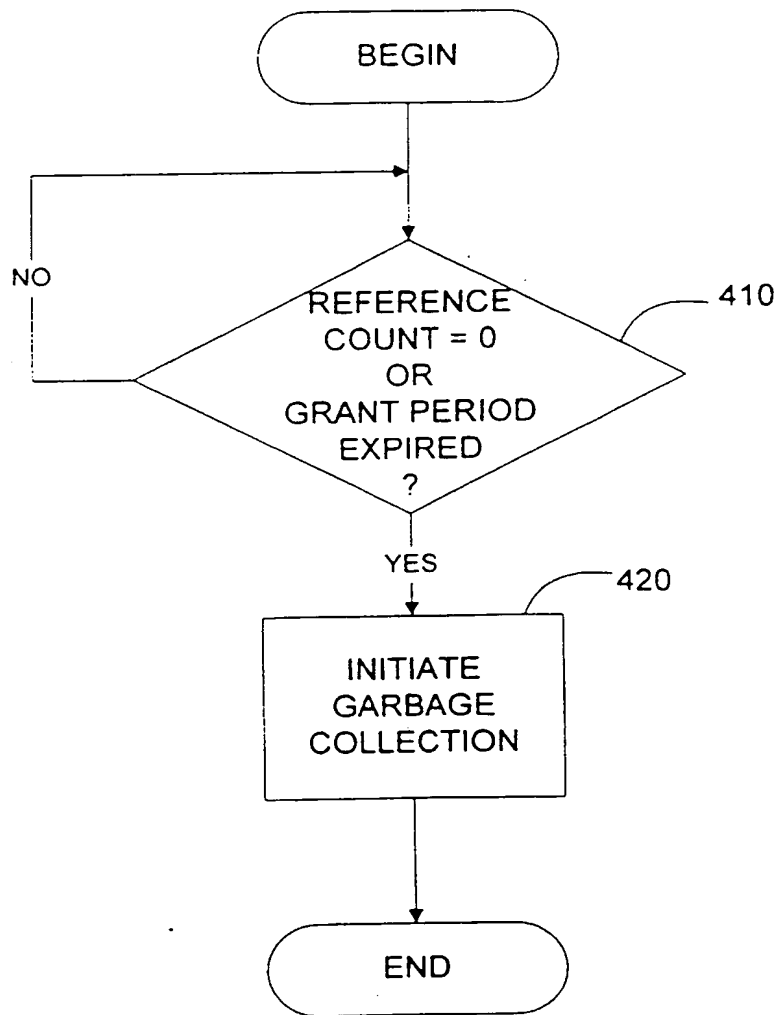 BEGIN
NO
REFERENCE
COUNT = 0
OR
GRANT PERIOD
EXPIRED
?
410
YES
420
INITIATE
GARBAGE
COLLECTION
END